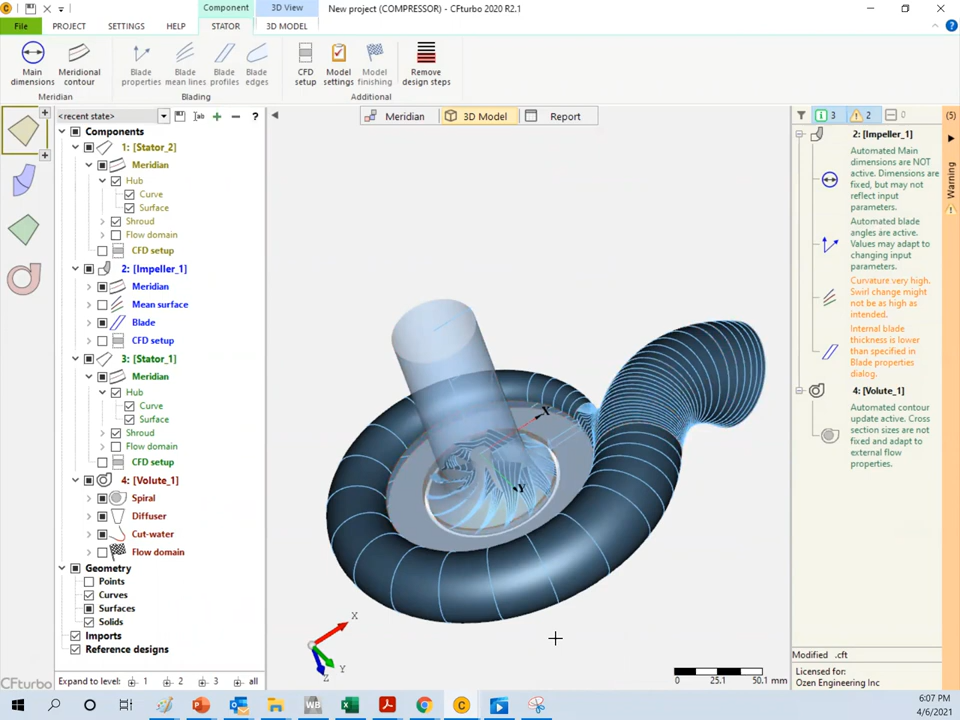 Component
3D View
New project (COMPRESSOR) - CFturbo 2020 R2.1
File
PROJECT
SETTINGS
HELP
STATOR
3D MODEL
Main dimensions
Meridional contour
Blade properties
Blade mean lines
Blade profiles
Blade edges
CFD setup
Model settings
Model finishing
Remove design steps
Meridian
Blading
Additional
<recent state>
Meridian
3D Model
Report
3
2
0
(5)
Warning
Components
1: [Stator_2]
Meridian
Hub
Curve
Surface
Shroud
Flow domain
CFD setup
2: [Impeller_1]
Meridian
Mean surface
Blade
CFD setup
3: [Stator_1]
Meridian
Hub
Curve
Surface
Shroud
Flow domain
CFD setup
4: [Volute_1]
Spiral
Diffuser
Cut-water
Flow domain
Geometry
Points
Curves
Surfaces
Solids
Imports
Reference designs
CFturbo
Expand to level:
1
2
3
all
X
Y
X
Y
Z
0
25.1
50.1 mm
2: [Impeller_1]
Automated Main
dimensions are NOT
active. Dimensions are
fixed, but may not
reflect input
parameters.
Automated blade
angles are active.
Values may adapt to
changing input
parameters.
Curvature very high.
Swirl change might
not be as high as
intended.
Internal blade
thickness is lower
than specified in
Blade properties
dialog.
4: [Volute_1]
Automated contour
update active. Cross
section sizes are not
fixed and adapt to
external flow
properties.
Modified .cft
Licensed for:
Ozen Engineering Inc
6:07 PM
4/6/2021